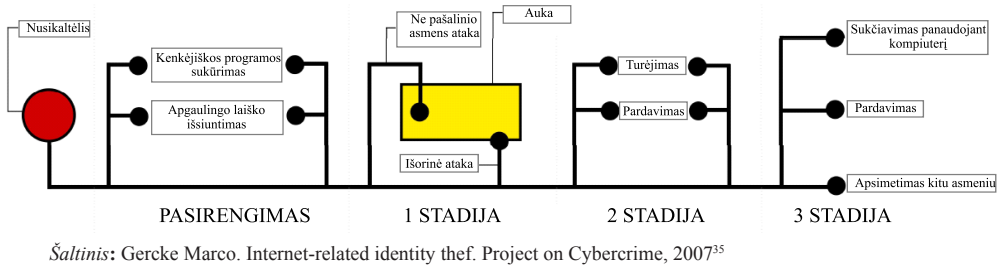 Nusikaltėlis
Kenkėjiškos programos
sukūrimas
Apgaulingo laiško
išsiuntimas
Ne pašalinio
asmens ataka
Auka
Išorinė ataka
Turėjimas
Pardavimas
Sukčiavimas panaudojant
kompiuterį
Pardavimas
Apsimetimas kitu asmeniu
PASIRENGIMAS
1 STADIJA
2 STADIJA
3 STADIJA
Šaltinis: Gercke Marco. Internet-related identity thef. Project on Cybercrime, 2007³⁵